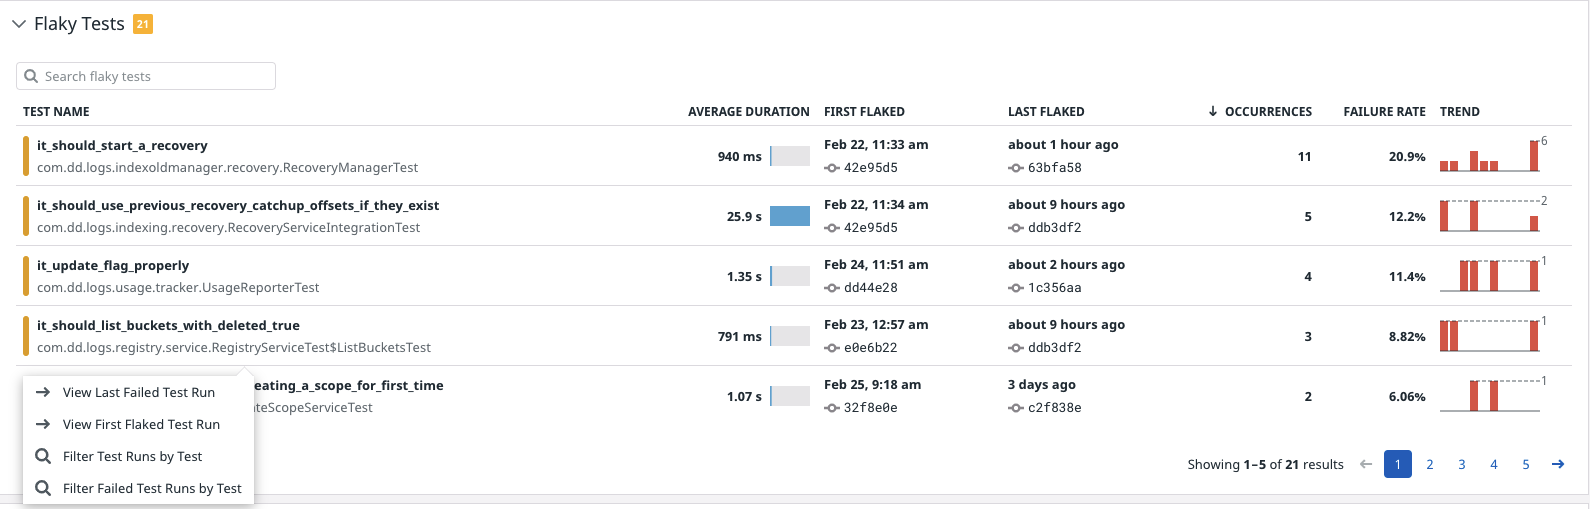 Flaky Tests 21
Search flaky tests
TEST NAME AVERAGE DURATION FIRST FLAKED LAST FLAKED ↓ OCCURRENCES FAILURE RATE TREND
it_should_start_a_recovery 940 ms Feb 22, 11:33 am about 1 hour ago 11 20.9% 6
com.dd.logs.indexoldmanager.recovery.RecoveryManagerTest 42e95d5 63bfa58
it_should_use_previous_recovery_catchup_offsets_if_they_exist 25.9 s Feb 22, 11:34 am about 9 hours ago 5 12.2% 2
com.dd.logs.indexing.recovery.RecoveryServiceIntegrationTest 42e95d5 ddb3df2
it_update_flag_properly 1.35 s Feb 24, 11:51 am about 2 hours ago 4 11.4% 1
com.dd.logs.usage.tracker.UsageReporterTest dd44e28 1c356aa
it_should_list_buckets_with_deleted_true 791 ms Feb 23, 12:57 am about 9 hours ago 3 8.82% 1
com.dd.logs.registry.service.RegistryServiceTest$ListBucketsTest e0e6b22 ddb3df2
eating_a_scope_for_first_time 1.07 s Feb 25, 9:18 am 3 days ago 2 6.06% 1
ateScopeServiceTest 32f8e0e c2f838e
→ View Last Failed Test Run
→ View First Flaked Test Run
Filter Test Runs by Test
Filter Failed Test Runs by Test
Showing 1–5 of 21 results ← 1 2 3 4 5 →